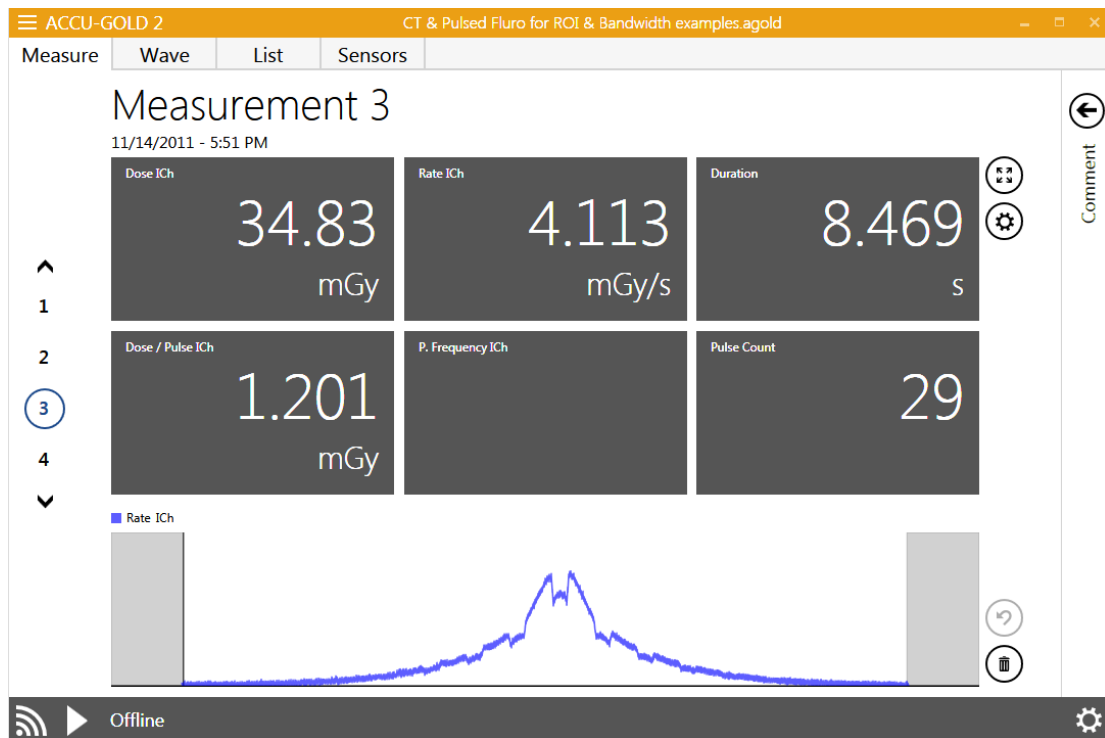 ACCU-GOLD 2
CT & Pulsed Fluro for ROI & Bandwidth examples.agold
Measure
Wave
List
Sensors
Measurement 3
11/14/2011 - 5:51 PM
Dose ICh
34.83
mGy
Rate ICh
4.113
mGy/s
Duration
8.469
s
Dose / Pulse ICh
1.201
mGy
P. Frequency ICh
Pulse Count
29
1
2
3
4
Rate ICh
Comment
Offline